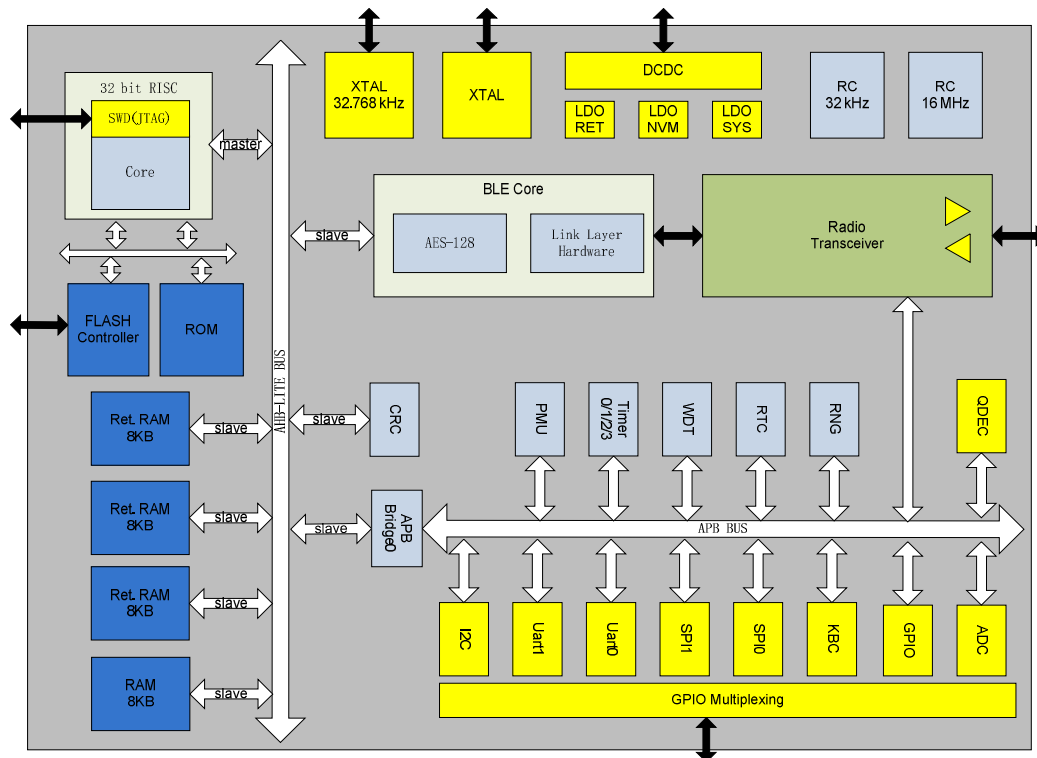 XTAL
32.768 kHz
XTAL
DCDC
LDO
RET
LDO
NVM
LDO
SYS
RC
32 kHz
RC
16 MHz
32 bit RISC
SWD(JTAG)
Core
master
BLE Core
AES-128
Link Layer
Hardware
slave
Radio
Transceiver
FLASH
Controller
ROM
AHB-LITE BUS
Ret. RAM
8KB
slave
Ret. RAM
8KB
slave
Ret. RAM
8KB
slave
RAM
8KB
slave
slave
CRC
slave
APB
Bridge0
PMU
Timer
0/1/2/3
WDT
RTC
RNG
QDEC
APB BUS
I2C
Uart1
Uart0
SPI1
SPI0
KBC
GPIO
ADC
GPIO Multiplexing